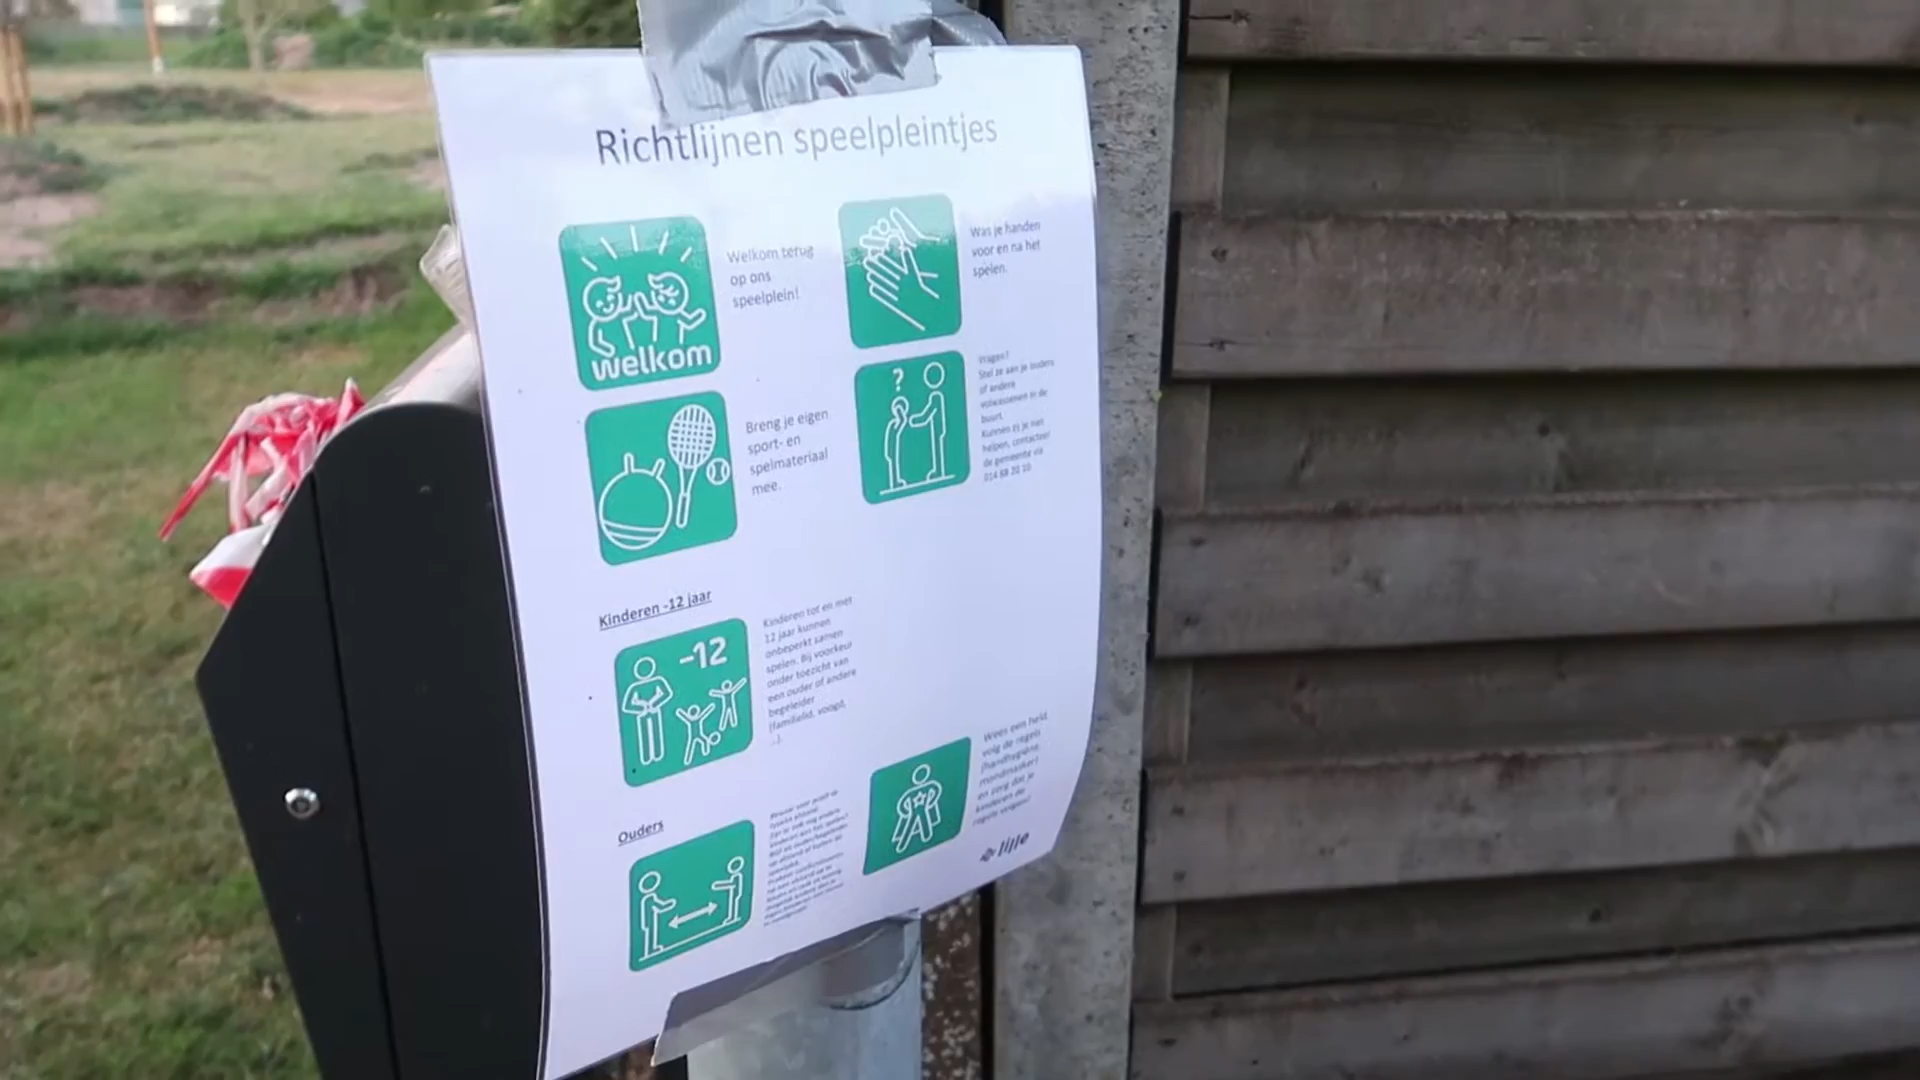 Richtlijnen speelpleintjes
welkom
Welkom terug
op ons
speelplein!
Was je handen
voor en na het
spelen.
Breng je eigen
sport- en
spelmateriaal
mee.
?
Vragen?
Stel ze aan je ouders
of andere
volwassenen in de
buurt.
Kunnen zij je niet
helpen, contacteer
de gemeente via
014 88 20 10
Kinderen -12 jaar
-12
Kinderen tot en met
12 jaar kunnen
onbeperkt samen
spelen. Bij voorkeur
onder toezicht van
een ouder of andere
begeleider
(familielid, voogd,
..).
Ouders
Wees een held,
volg de regels
(handhygiëne,
mondmasker)
en zorg dat je
kinderen de
regels volgen!
lille